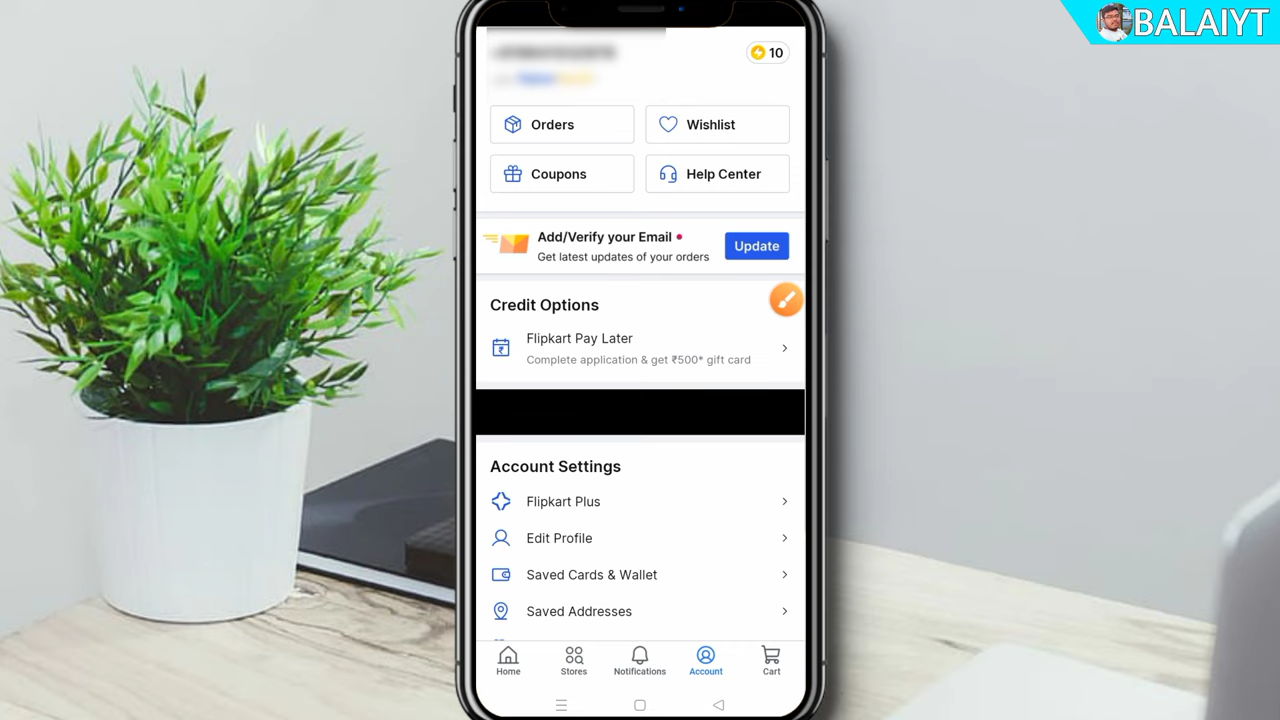 BALAIYT
10
Orders
Wishlist
Coupons
Help Center
Add/Verify your Email
Get latest updates of your orders
Update
Credit Options
Flipkart Pay Later
Complete application & get ₹500* gift card
Account Settings
Flipkart Plus
Edit Profile
Saved Cards & Wallet
Saved Addresses
Home
Stores
Notifications
Account
Cart